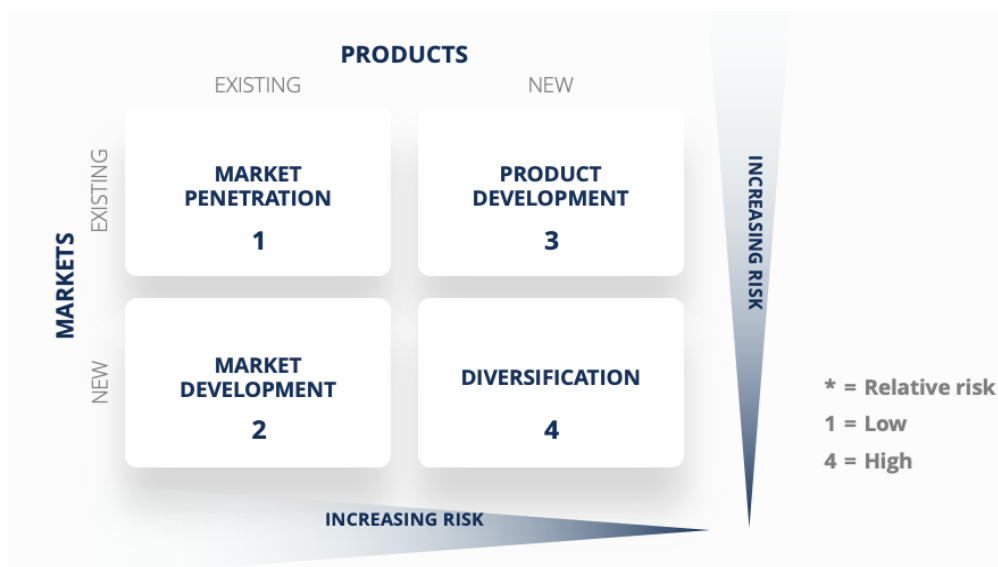 PRODUCTS
EXISTING
NEW
MARKETS
EXISTING
MARKET
PENETRATION
1
PRODUCT
DEVELOPMENT
3
NEW
MARKET
DEVELOPMENT
2
DIVERSIFICATION
4
INCREASING RISK
INCREASING RISK
* = Relative risk
1 = Low
4 = High